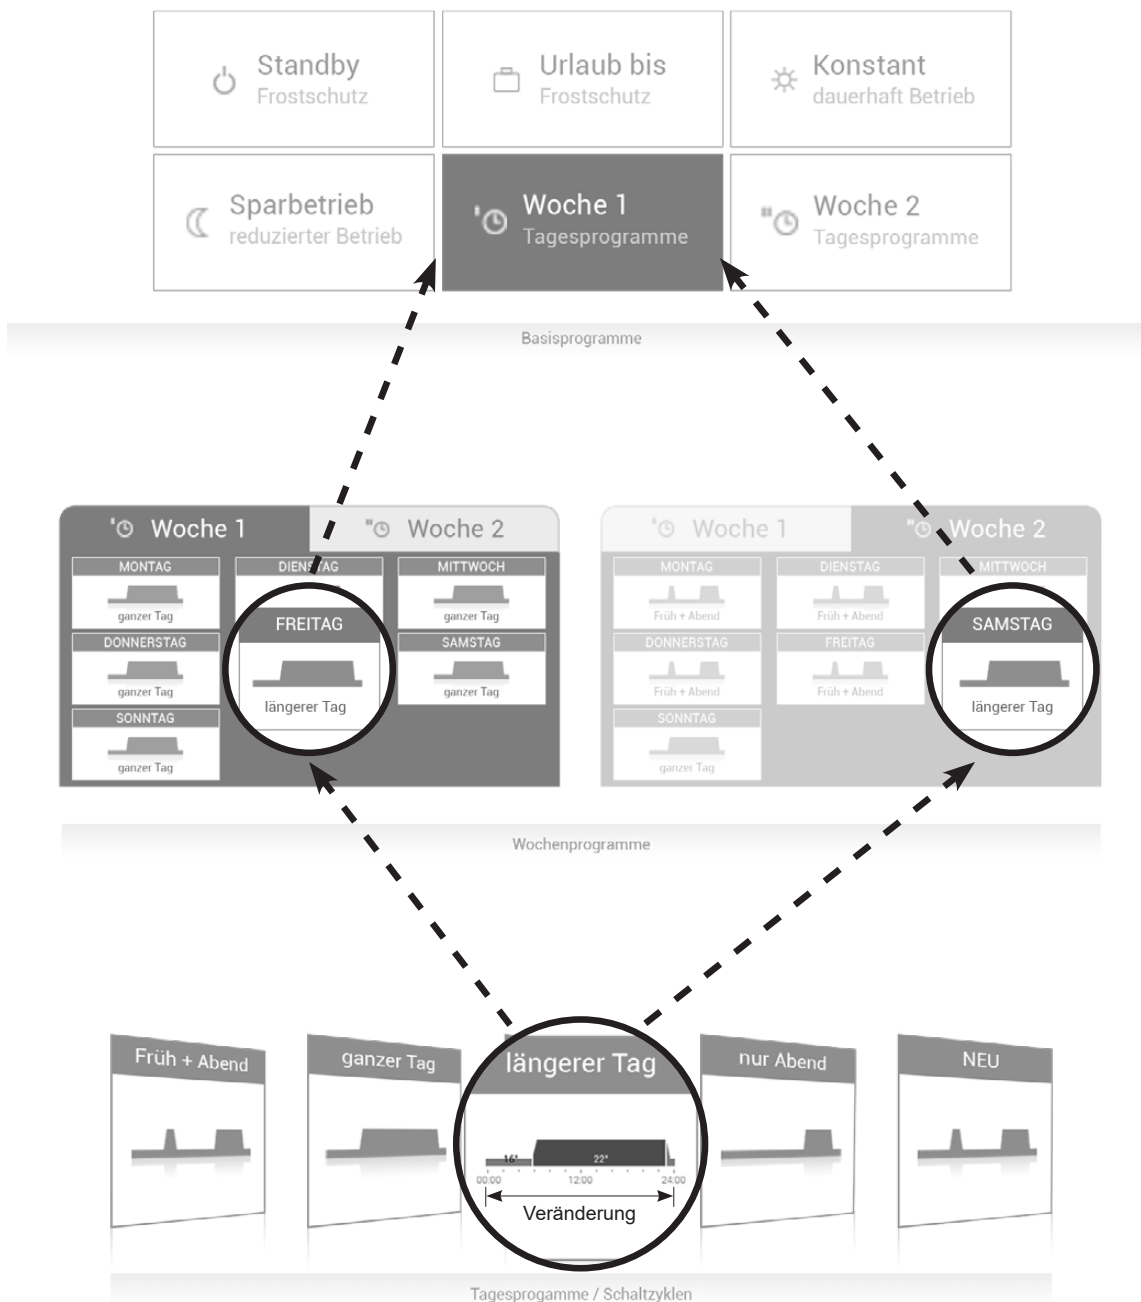 Standby
Frostschutz
Urlaub bis
Frostschutz
Konstant
dauerhaft Betrieb
Sparbetrieb
reduzierter Betrieb
Woche 1
Tagesprogramme
Woche 2
Tagesprogramme
Basisprogramme
Woche 1
Woche 2
MONTAG
ganzer Tag
DIENSTAG
MITTWOCH
ganzer Tag
DONNERSTAG
ganzer Tag
FREITAG
längerer Tag
SAMSTAG
ganzer Tag
SONNTAG
ganzer Tag
Woche 1
Woche 2
MONTAG
Früh + Abend
DIENSTAG
Früh + Abend
MITTWOCH
DONNERSTAG
Früh + Abend
FREITAG
Früh + Abend
SAMSTAG
längerer Tag
SONNTAG
ganzer Tag
Wochenprogramme
Früh + Abend
ganzer Tag
längerer Tag
16°
22°
00:00
12:00
24:00
Veränderung
nur Abend
NEU
Tagesprogamme / Schaltzyklen